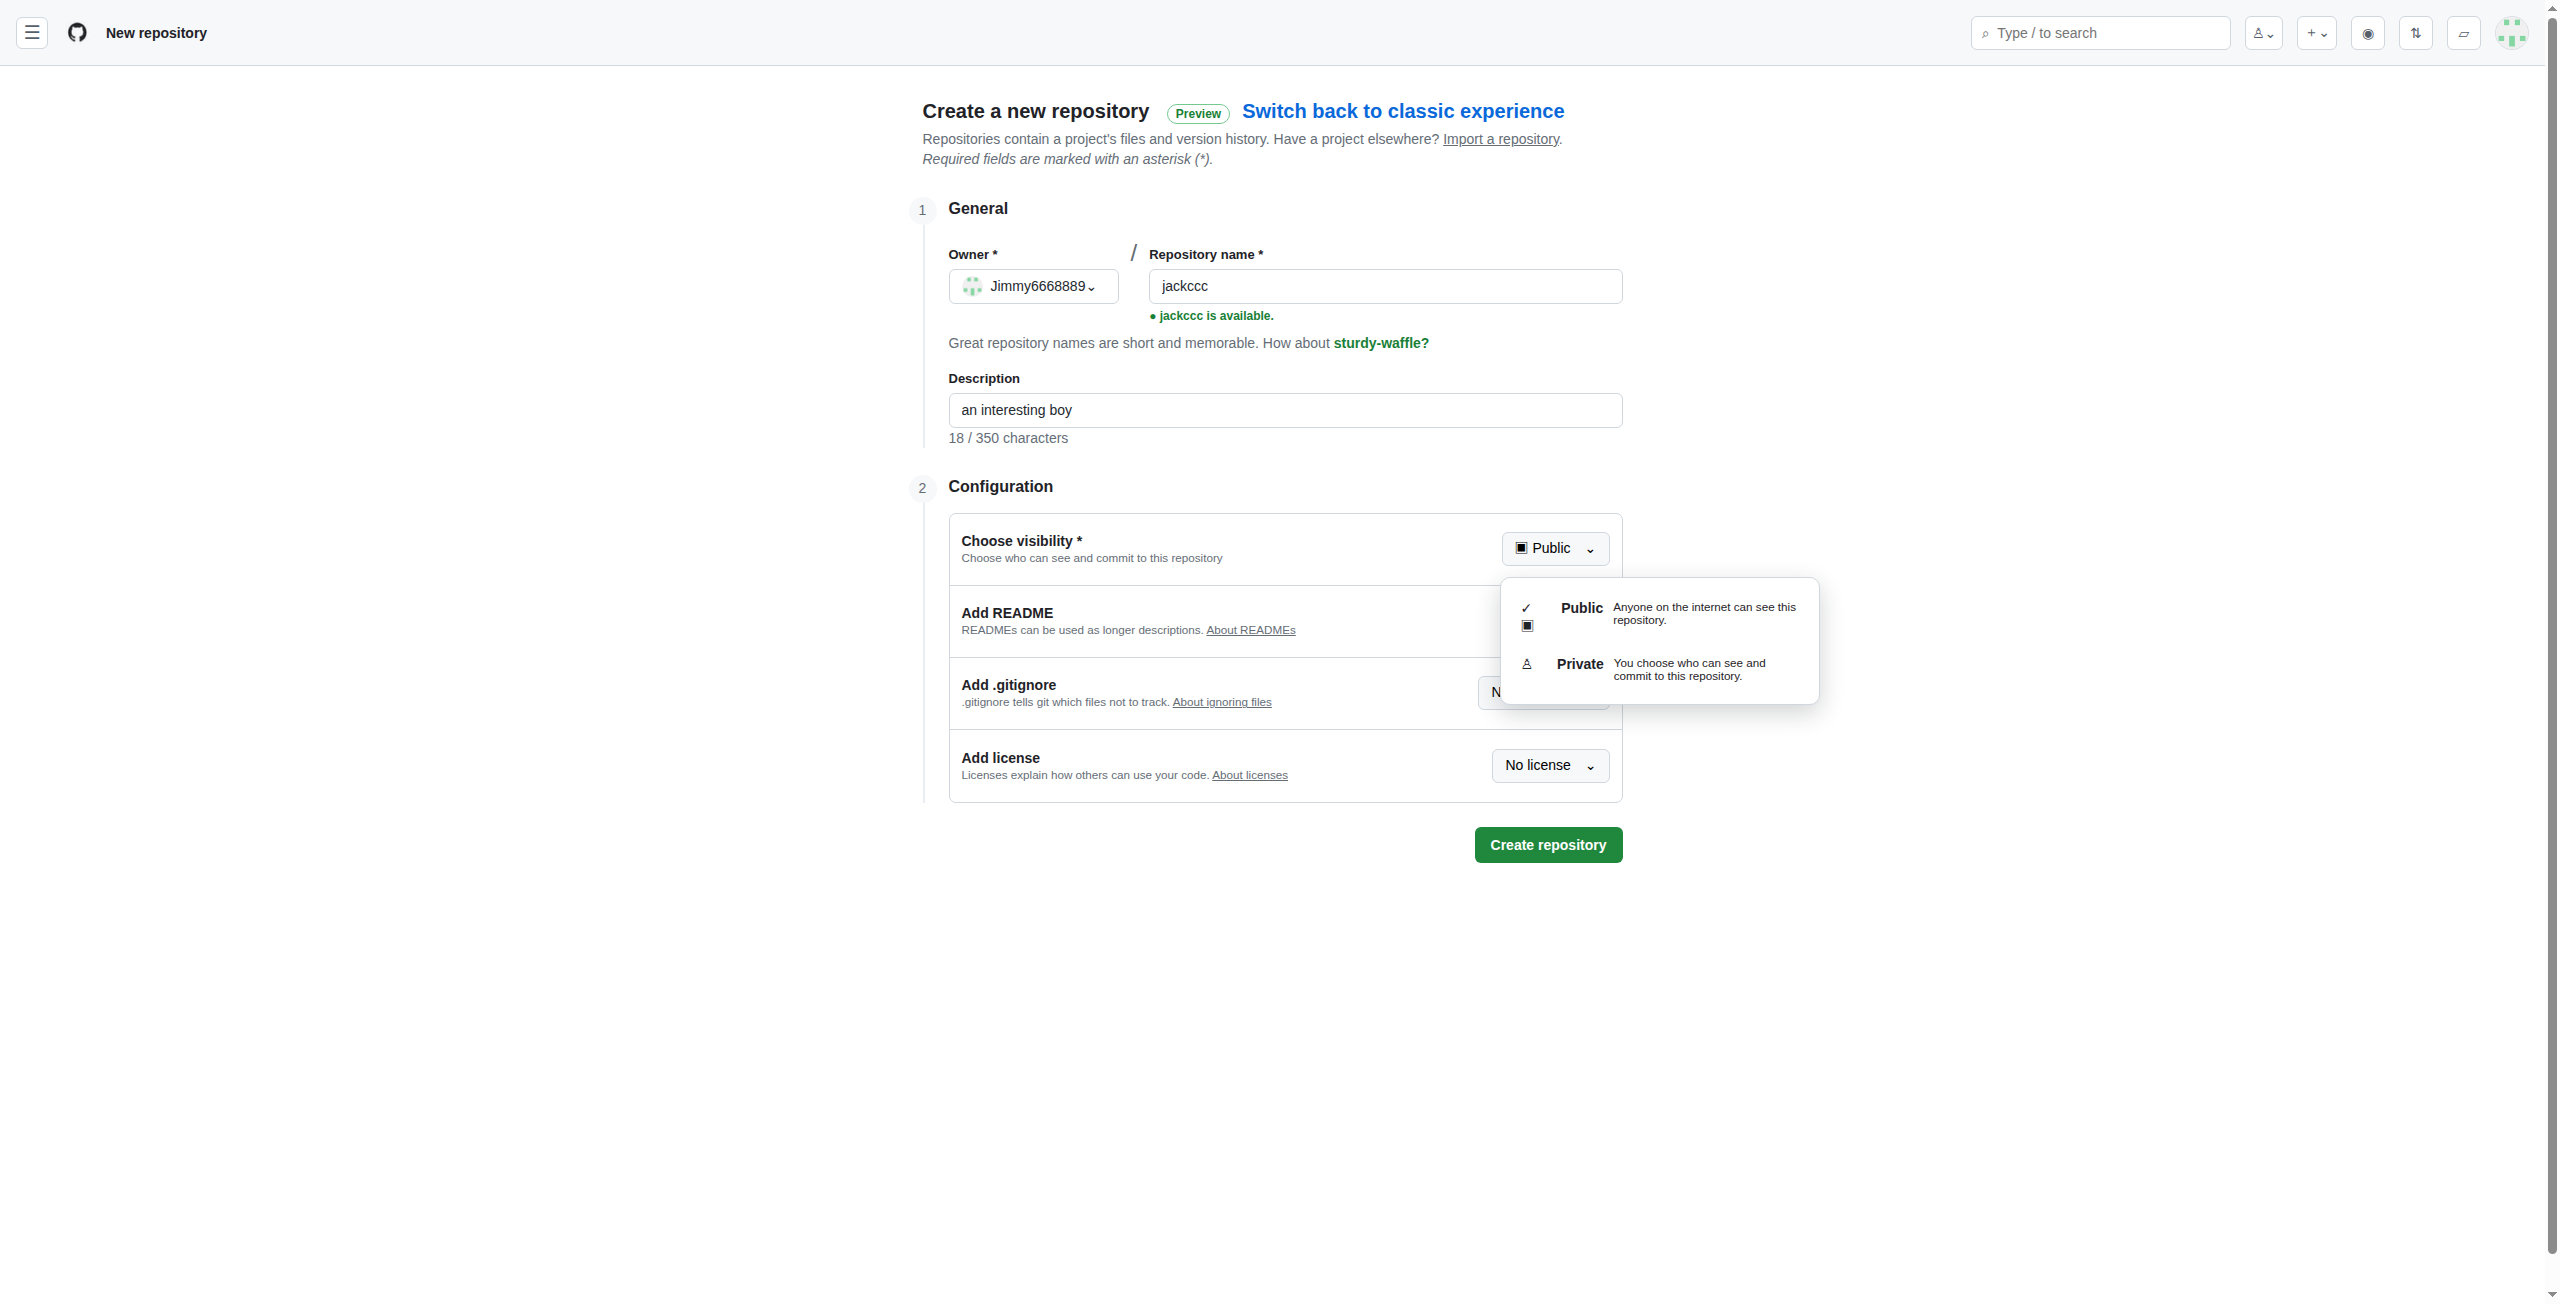 New repository
Type / to search
Create a new repository Preview Switch back to classic experience
Repositories contain a project's files and version history. Have a project elsewhere? Import a repository.
Required fields are marked with an asterisk (*).
1 General
Owner * / Repository name *
Jimmy6668889 jackccc
● jackccc is available.
Great repository names are short and memorable. How about sturdy-waffle?
Description
an interesting boy
18 / 350 characters
2 Configuration
Choose visibility *
Choose who can see and commit to this repository
Public
Add README
READMEs can be used as longer descriptions. About READMEs
✓ Public Anyone on the internet can see this
repository.
Private You choose who can see and
commit to this repository.
Add .gitignore
.gitignore tells git which files not to track. About ignoring files
N
Add license
Licenses explain how others can use your code. About licenses
No license
Create repository